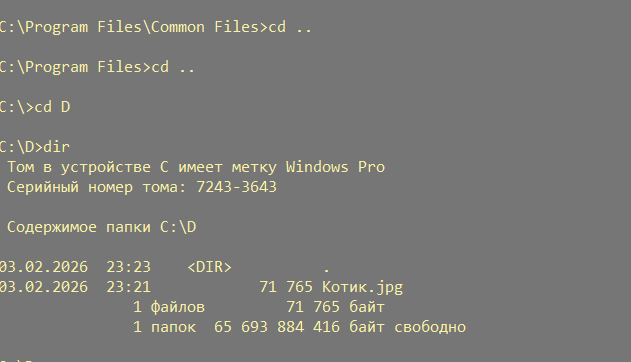 C:\Program Files\Common Files>cd ..
C:\Program Files>cd ..
C:\>cd D
C:\D>dir
Том в устройстве C имеет метку Windows Pro
Серийный номер тома: 7243-3643
Содержимое папки C:\D
03.02.2026  23:23    <DIR>          .
03.02.2026  23:21            71 765 Котик.jpg
1 файлов         71 765 байт
1 папок  65 693 884 416 байт свободно